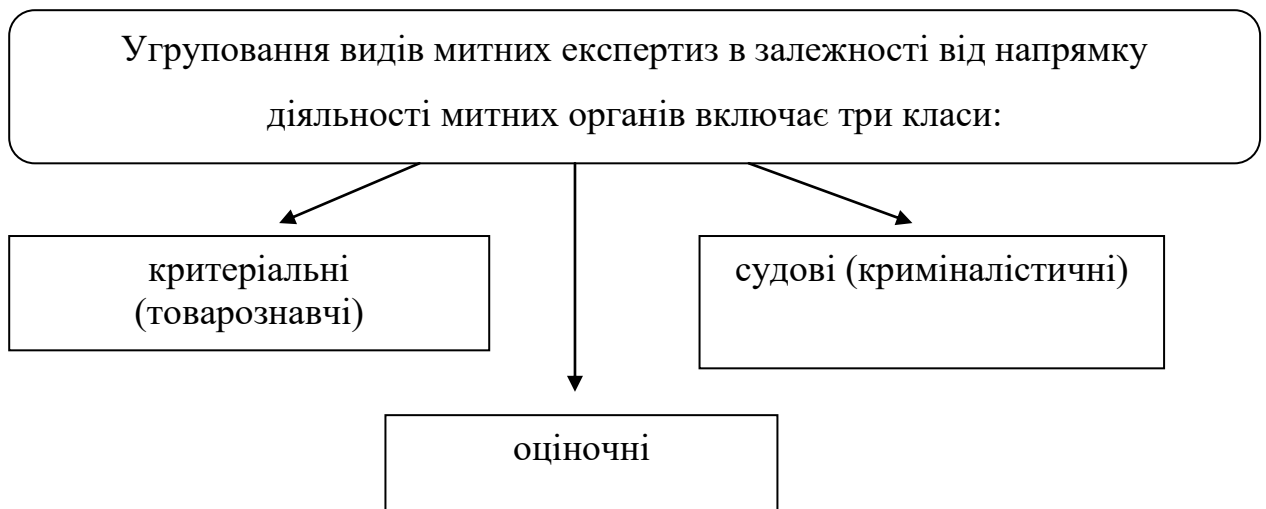 Угруповання видів митних експертиз в залежності від напрямку
діяльності митних органів включає три класи:
критеріальні
(товарознавчі)
судові (криміналістичні)
оціночні